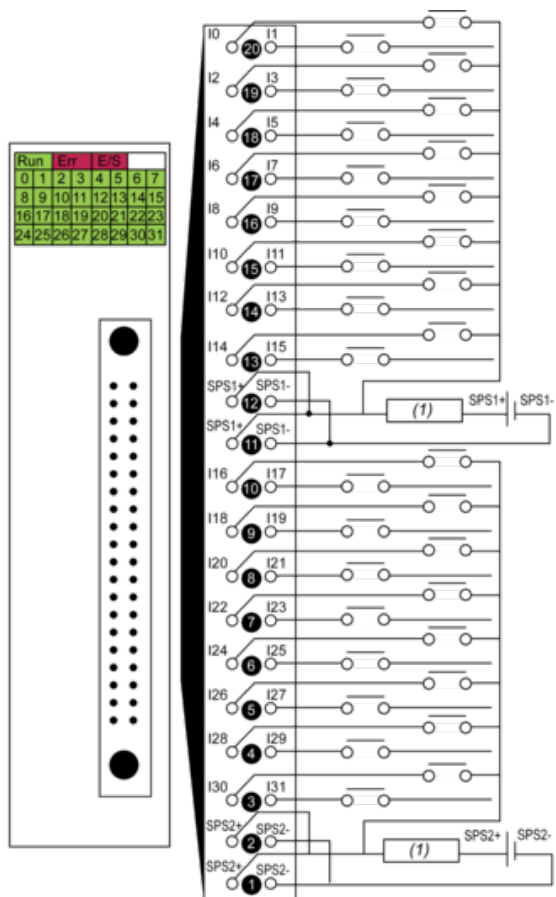 Run Err E/S
0 1 2 3 4 5 6 7
8 9 10 11 12 13 14 15
16 17 18 19 20 21 22 23
24 25 26 27 28 29 30 31
I0 I1
20
I2 I3
19
I4 I5
18
I6 I7
17
I8 I9
16
I10 I11
15
I12 I13
14
I14 I15
13
SPS1+ SPS1-
12
(1) SPS1+ SPS1-
SPS1+ SPS1-
11
I16 I17
10
I18 I19
9
I20 I21
8
I22 I23
7
I24 I25
6
I26 I27
5
I28 I29
4
I30 I31
3
SPS2+ SPS2-
2
(1) SPS2+ SPS2-
SPS2+ SPS2-
1